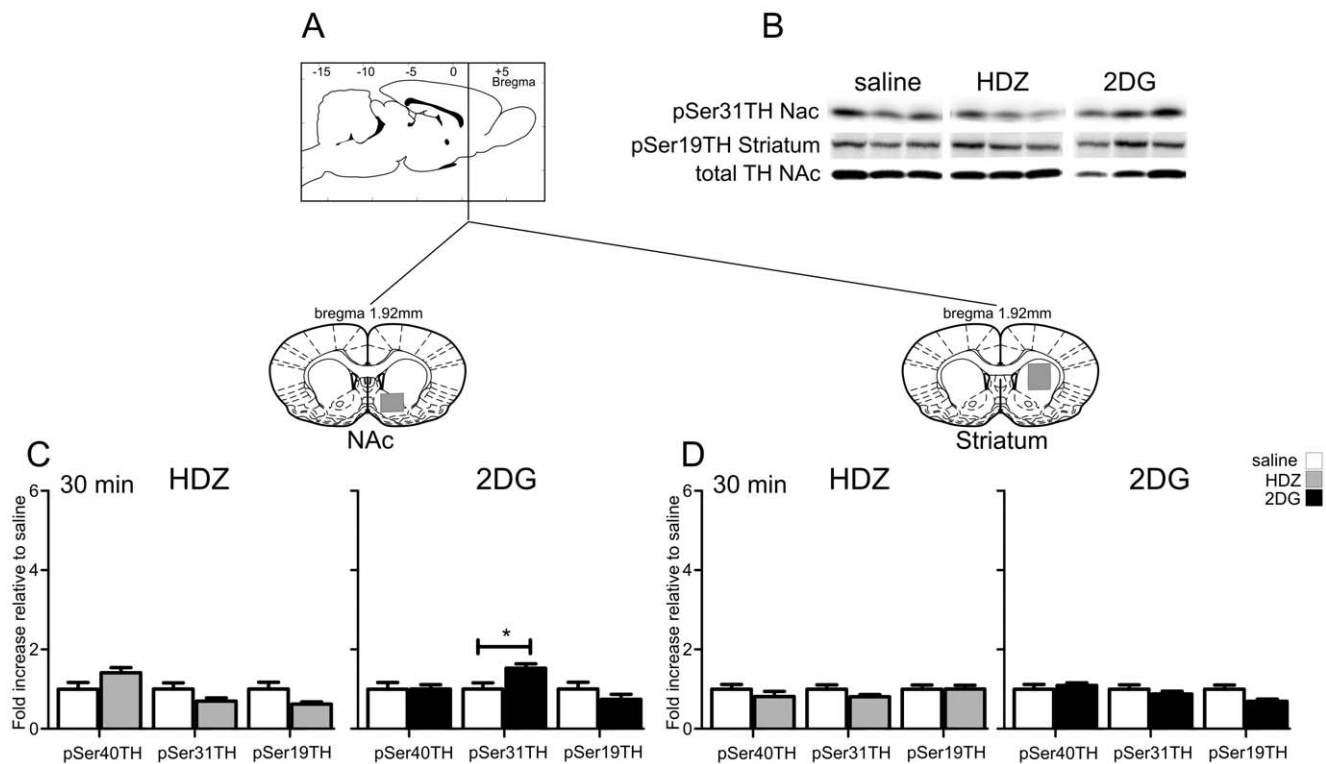 A
B
-15 -10 -5 0 +5
Bregma
saline HDZ 2DG
pSer31TH Nac
pSer19TH Striatum
total TH NAc
bregma 1.92mm
bregma 1.92mm
NAc
Striatum
C
30 min HDZ 2DG
Fold increase relative to saline
6
4
2
0
*
pSer40TH pSer31TH pSer19TH pSer40TH pSer31TH pSer19TH
D
30 min HDZ 2DG
saline
HDZ
2DG
Fold increase relative to saline
6
4
2
0
pSer40TH pSer31TH pSer19TH pSer40TH pSer31TH pSer19TH